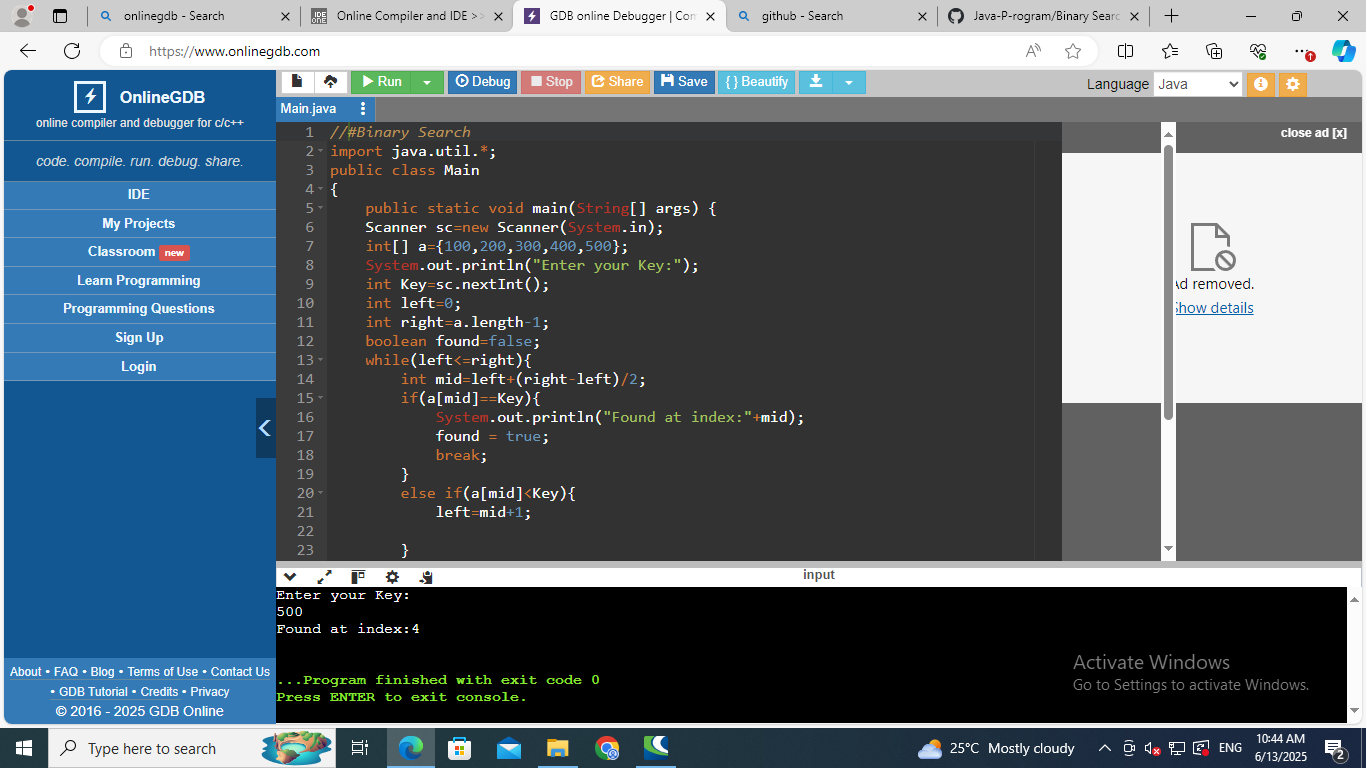 onlinegdb - Search
Online Compiler and IDE >>
GDB online Debugger | Con
github - Search
Java-P-rogram/Binary Searc
https://www.onlinegdb.com
OnlineGDB
online compiler and debugger for c/c++
code. compile. run. debug. share.
IDE
My Projects
Classroom new
Learn Programming
Programming Questions
Sign Up
Login
About • FAQ • Blog • Terms of Use • Contact Us
• GDB Tutorial • Credits • Privacy
© 2016 - 2025 GDB Online
Run Debug Stop Share Save { } Beautify
Language Java
Main.java
1 //#Binary Search
2 import java.util.*;
3 public class Main
4 {
5 public static void main(String[] args) {
6 Scanner sc=new Scanner(System.in);
7 int[] a={100,200,300,400,500};
8 System.out.println("Enter your Key:");
9 int Key=sc.nextInt();
10 int left=0;
11 int right=a.length-1;
12 boolean found=false;
13 while(left<=right){
14 int mid=left+(right-left)/2;
15 if(a[mid]==Key){
16 System.out.println("Found at index:"+mid);
17 found = true;
18 break;
19 }
20 else if(a[mid]<Key){
21 left=mid+1;
22
23 }
close ad [x]
Ad removed.
Show details
input
Enter your Key:
500
Found at index:4
...Program finished with exit code 0
Press ENTER to exit console.
Activate Windows
Go to Settings to activate Windows.
Type here to search
25°C Mostly cloudy
ENG
10:44 AM
6/13/2025
2